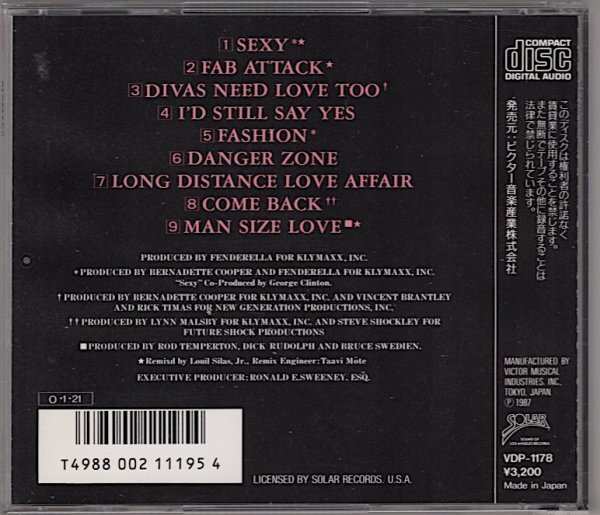 1 SEXY*★
2 FAB ATTACK★
3 DIVAS NEED LOVE TOO†
4 I'D STILL SAY YES
5 FASHION*
6 DANGER ZONE
7 LONG DISTANCE LOVE AFFAIR
8 COME BACK††
9 MAN SIZE LOVE■★
PRODUCED BY FENDERELLA FOR KLYMAXX, INC.
*PRODUCED BY BERNADETTE COOPER AND FENDERELLA FOR KLYMAXX, INC.
"Sexy" Co-Produced by George Clinton.
†PRODUCED BY BERNADETTE COOPER FOR KLYMAXX, INC. AND VINCENT BRANTLEY
AND RICK TIMAS FOR NEW GENERATION PRODUCTIONS, INC.
††PRODUCED BY LYNN MALSBY FOR KLYMAXX, INC. AND STEVE SHOCKLEY FOR
FUTURE SHOCK PRODUCTIONS
■PRODUCED BY ROD TEMPERTON, DICK RUDOLPH AND BRUCE SWEDIEN.
★Remixed by Louil Silas, Jr., Remix Engineer: Taavi Mote
EXECUTIVE PRODUCER: RONALD E. SWEENEY, ESQ.
O-1-21
T4988 002 11195 4
LICENSED BY SOLAR RECORDS. U.S.A.
COMPACT
disc
DIGITAL AUDIO
このディスクは権利者の許諾なく
賃貸業に使用することを禁じます。
また無断でテープその他に録音することは
法律で禁じられています。
発売元:ビクター音楽産業株式会社
MANUFACTURED BY
VICTOR MUSICAL
INDUSTRIES, INC.
TOKYO, JAPAN.
Ⓟ1987
SOLAR
SOUND OF
LOS ANGELES RECORDS
VDP-1178
¥3,200
Made in Japan